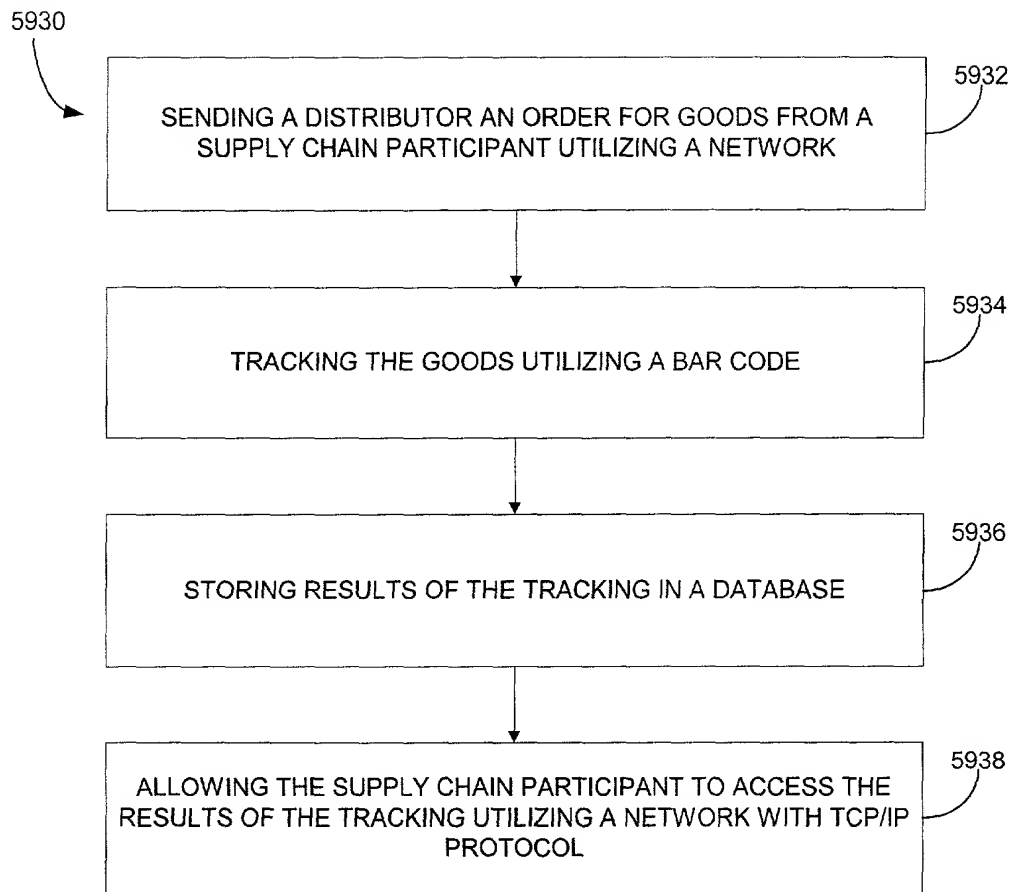 5930
5932
SENDING A DISTRIBUTOR AN ORDER FOR GOODS FROM A
SUPPLY CHAIN PARTICIPANT UTILIZING A NETWORK
5934
TRACKING THE GOODS UTILIZING A BAR CODE
5936
STORING RESULTS OF THE TRACKING IN A DATABASE
5938
ALLOWING THE SUPPLY CHAIN PARTICIPANT TO ACCESS THE
RESULTS OF THE TRACKING UTILIZING A NETWORK WITH TCP/IP
PROTOCOL